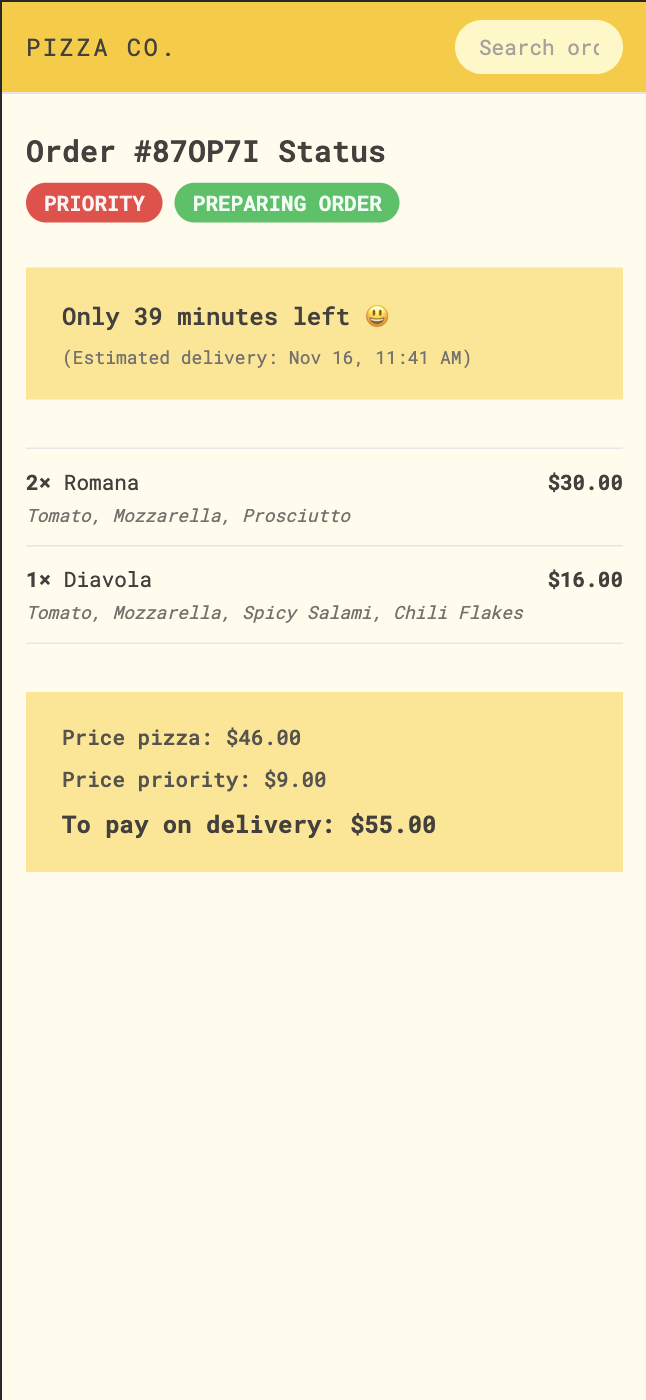 PIZZA CO.
Search orc
Order #87OP7I Status
PRIORITY PREPARING ORDER
Only 39 minutes left 😃
(Estimated delivery: Nov 16, 11:41 AM)
2× Romana $30.00
Tomato, Mozzarella, Prosciutto
1× Diavola $16.00
Tomato, Mozzarella, Spicy Salami, Chili Flakes
Price pizza: $46.00
Price priority: $9.00
To pay on delivery: $55.00